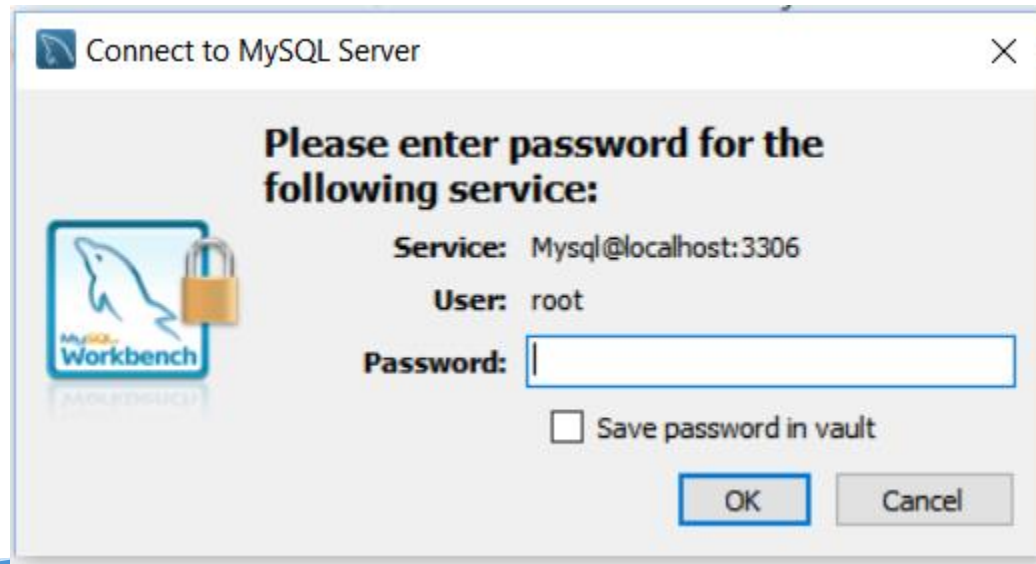 Connect to MySQL Server
Please enter password for the
following service:
Service: Mysql@localhost:3306
User: root
MySQL
Workbench
Password:
Save password in vault
OK Cancel